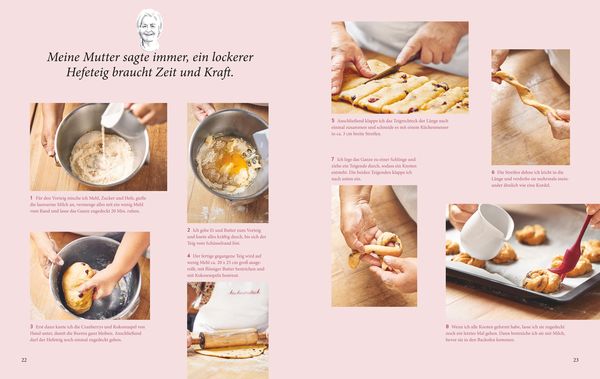 Meine Mutter sagte immer, ein lockerer
Hefeteig braucht Zeit und Kraft.
1 Für den Vorteig mische ich Mehl, Zucker und Hefe, gieße
die lauwarme Milch an, vermenge alles mit ein wenig Mehl
vom Rand und lasse das Ganze zugedeckt 20 Min. ruhen.
2 Ich gebe Ei und Butter zum Vorteig
und knete alles kräftig durch, bis sich der
Teig vom Schüsselrand löst.
3 Erst dann knete ich die Cranberrys und Kokosraspel von
Hand unter, damit die Beeren ganz bleiben. Anschließend
darf der Hefeteig noch einmal zugedeckt gehen.
4 Der fertige gegangene Teig wird auf
wenig Mehl ca. 20 x 25 cm groß ausge-
rollt, mit flüssiger Butter bestrichen und
mit Kokosraspeln bestreut.
22
5 Anschließend klappe ich das Teigrechteck der Länge nach
einmal zusammen und schneide es mit einem Küchenmesser
in ca. 3 cm breite Streifen.
6 Die Streifen dehne ich leicht in die
Länge und verdrehe sie mehrmals inein-
ander ähnlich wie eine Kordel.
7 Ich lege das Ganze zu einer Schlinge und
ziehe ein Teigende durch, sodass ein Knoten
entsteht. Die beiden Teigenden klappe ich
nach unten ein.
8 Wenn ich alle Knoten geformt habe, lasse ich sie zugedeckt
noch ein letztes Mal gehen. Dann bestreiche ich sie mit Milch,
bevor sie in den Backofen kommen.
23